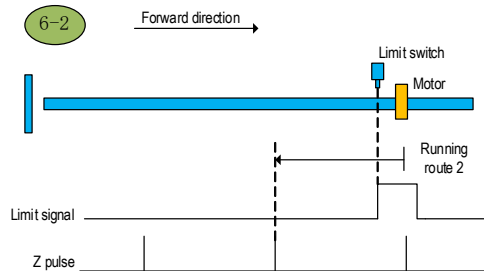 6-2
Forward direction
Limit switch
Motor
Running
route 2
Limit signal
Z pulse